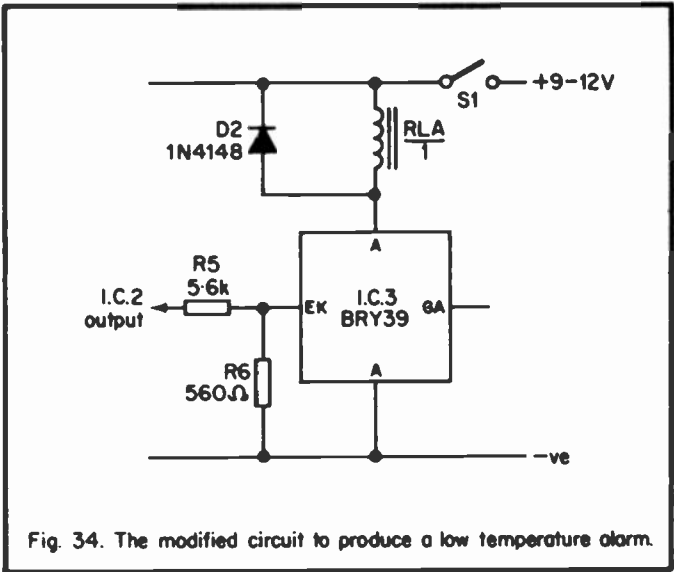 S1
+9-12V
D2
1N4148
RLA
1
A
R5
5·6k
I.C.2
output
EK
I.C.3
BRY39
GA
R6
560Ω
A
-ve
Fig. 34. The modified circuit to produce a low temperature alarm.